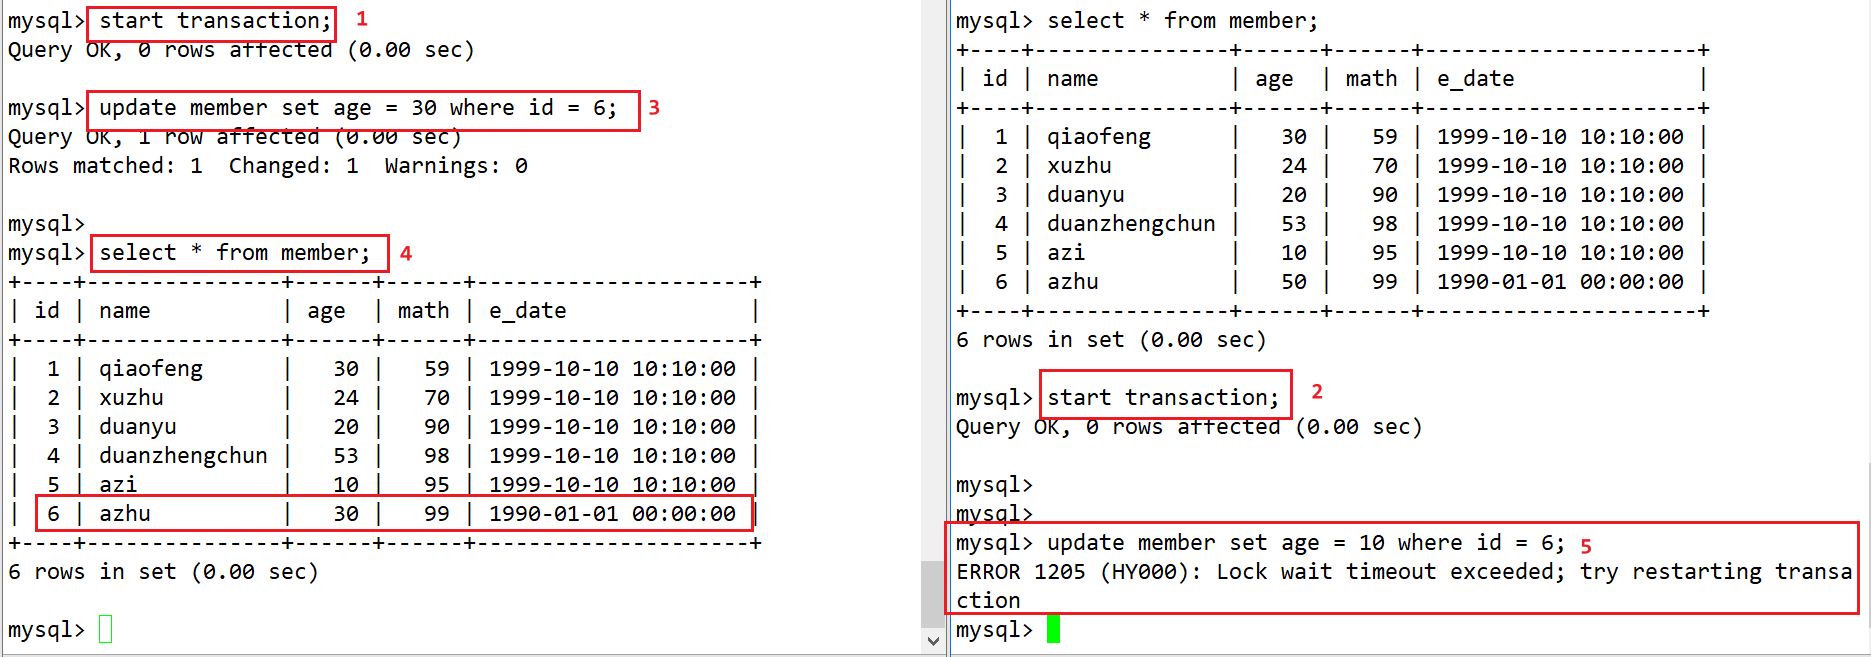 mysql> start transaction; 1
Query OK, 0 rows affected (0.00 sec)
mysql> update member set age = 30 where id = 6; 3
Query OK, 1 row affected (0.00 sec)
Rows matched: 1  Changed: 1  Warnings: 0
mysql>
mysql> select * from member; 4
+----+---------------+------+------+---------------------+
| id | name          | age  | math | e_date              |
+----+---------------+------+------+---------------------+
|  1 | qiaofeng      |   30 |   59 | 1999-10-10 10:10:00 |
|  2 | xuzhu         |   24 |   70 | 1999-10-10 10:10:00 |
|  3 | duanyu        |   20 |   90 | 1999-10-10 10:10:00 |
|  4 | duanzhengchun |   53 |   98 | 1999-10-10 10:10:00 |
|  5 | azi           |   10 |   95 | 1999-10-10 10:10:00 |
|  6 | azhu          |   30 |   99 | 1990-01-01 00:00:00 |
+----+---------------+------+------+---------------------+
6 rows in set (0.00 sec)
mysql>
mysql> select * from member;
+----+---------------+------+------+---------------------+
| id | name          | age  | math | e_date              |
+----+---------------+------+------+---------------------+
|  1 | qiaofeng      |   30 |   59 | 1999-10-10 10:10:00 |
|  2 | xuzhu         |   24 |   70 | 1999-10-10 10:10:00 |
|  3 | duanyu        |   20 |   90 | 1999-10-10 10:10:00 |
|  4 | duanzhengchun |   53 |   98 | 1999-10-10 10:10:00 |
|  5 | azi           |   10 |   95 | 1999-10-10 10:10:00 |
|  6 | azhu          |   50 |   99 | 1990-01-01 00:00:00 |
+----+---------------+------+------+---------------------+
6 rows in set (0.00 sec)
mysql> start transaction; 2
Query OK, 0 rows affected (0.00 sec)
mysql>
mysql>
mysql> update member set age = 10 where id = 6; 5
ERROR 1205 (HY000): Lock wait timeout exceeded; try restarting transa
ction
mysql>